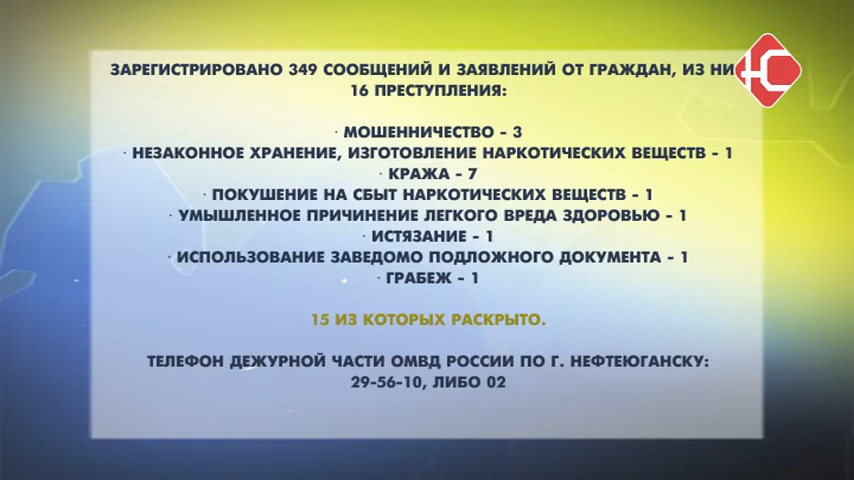 ЗАРЕГИСТРИРОВАНО 349 СООБЩЕНИЙ И ЗАЯВЛЕНИЙ ОТ ГРАЖДАН, ИЗ
16 ПРЕСТУПЛЕНИЯ:
· МОШЕННИЧЕСТВО - 3
· НЕЗАКОННОЕ ХРАНЕНИЕ, ИЗГОТОВЛЕНИЕ НАРКОТИЧЕСКИХ ВЕЩЕСТВ - 1
· КРАЖА - 7
· ПОКУШЕНИЕ НА СБЫТ НАРКОТИЧЕСКИХ ВЕЩЕСТВ - 1
· УМЫШЛЕННОЕ ПРИЧИНЕНИЕ ЛЕГКОГО ВРЕДА ЗДОРОВЬЮ - 1
· ИСТЯЗАНИЕ - 1
· ИСПОЛЬЗОВАНИЕ ЗАВЕДОМО ПОДЛОЖНОГО ДОКУМЕНТА - 1
· ГРАБЕЖ - 1
15 ИЗ КОТОРЫХ РАСКРЫТО.
ТЕЛЕФОН ДЕЖУРНОЙ ЧАСТИ ОМВД РОССИИ ПО Г. НЕФТЕЮГАНСКУ:
29-56-10, ЛИБО 02